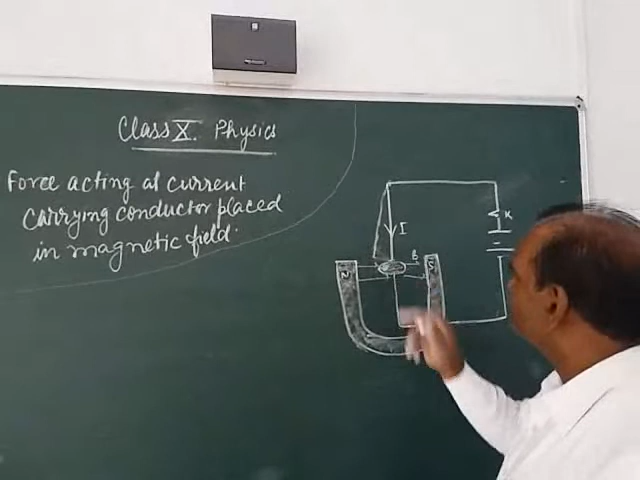 Class X. Physics
Force acting at current
carrying conductor placed
in magnetic field.
K
I
B
N
S